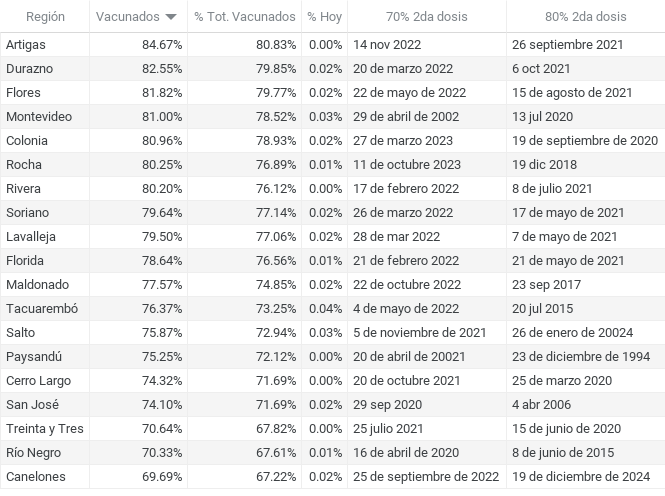 Región Vacunados % Tot. Vacunados % Hoy 70% 2da dosis 80% 2da dosis
Artigas 84.67% 80.83% 0.00% 14 nov 2022 26 septiembre 2021
Durazno 82.55% 79.85% 0.02% 20 de marzo 2022 6 oct 2021
Flores 81.82% 79.77% 0.02% 22 de mayo de 2022 15 de agosto de 2021
Montevideo 81.00% 78.52% 0.03% 29 de abril de 2002 13 jul 2020
Colonia 80.96% 78.93% 0.02% 27 de marzo 2023 19 de septiembre de 2020
Rocha 80.25% 76.89% 0.01% 11 de octubre 2023 19 dic 2018
Rivera 80.20% 76.12% 0.00% 17 de febrero 2022 8 de julio 2021
Soriano 79.64% 77.14% 0.02% 26 de marzo 2022 17 de mayo de 2021
Lavalleja 79.50% 77.06% 0.02% 28 de mar 2022 7 de mayo de 2021
Florida 78.64% 76.56% 0.01% 21 de febrero 2022 21 de mayo de 2021
Maldonado 77.57% 74.85% 0.02% 22 de octubre 2022 23 sep 2017
Tacuarembó 76.37% 73.25% 0.04% 4 de mayo de 2022 20 jul 2015
Salto 75.87% 72.94% 0.03% 5 de noviembre de 2021 26 de enero de 20024
Paysandú 75.25% 72.12% 0.00% 20 de abril de 20021 23 de diciembre de 1994
Cerro Largo 74.32% 71.69% 0.00% 20 de octubre 2021 25 de marzo 2020
San José 74.10% 71.69% 0.02% 29 sep 2020 4 abr 2006
Treinta y Tres 70.64% 67.82% 0.00% 25 julio 2021 15 de junio de 2020
Río Negro 70.33% 67.61% 0.01% 16 de abril de 2020 8 de junio de 2015
Canelones 69.69% 67.22% 0.02% 25 de septiembre de 2022 19 de diciembre de 2024